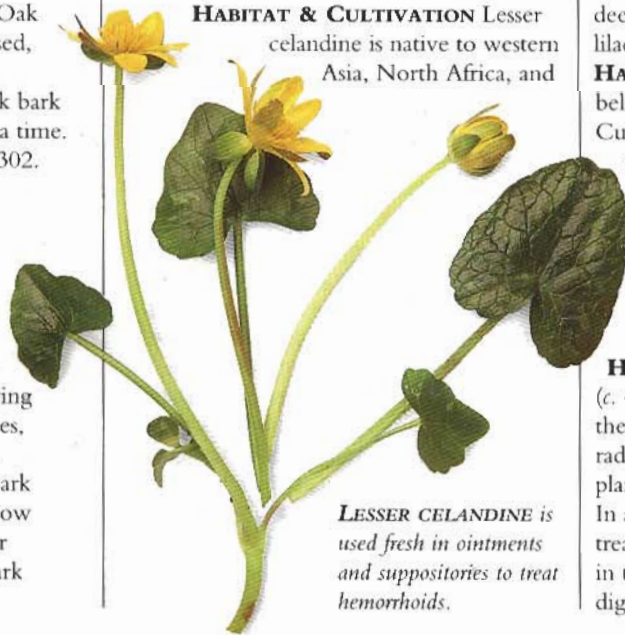 Oak
sed,
k bark
a time.
302.
ing
es,
ark
ow
r
ark
HABITAT & CULTIVATION Lesser
celandine is native to western
Asia, North Africa, and
LESSER CELANDINE is
used fresh in ointments
and suppositories to treat
hemorrhoids.
dee
lilac
HA
bel
Cu
H
(c.
the
rad
plan
In a
trea
in t
dig